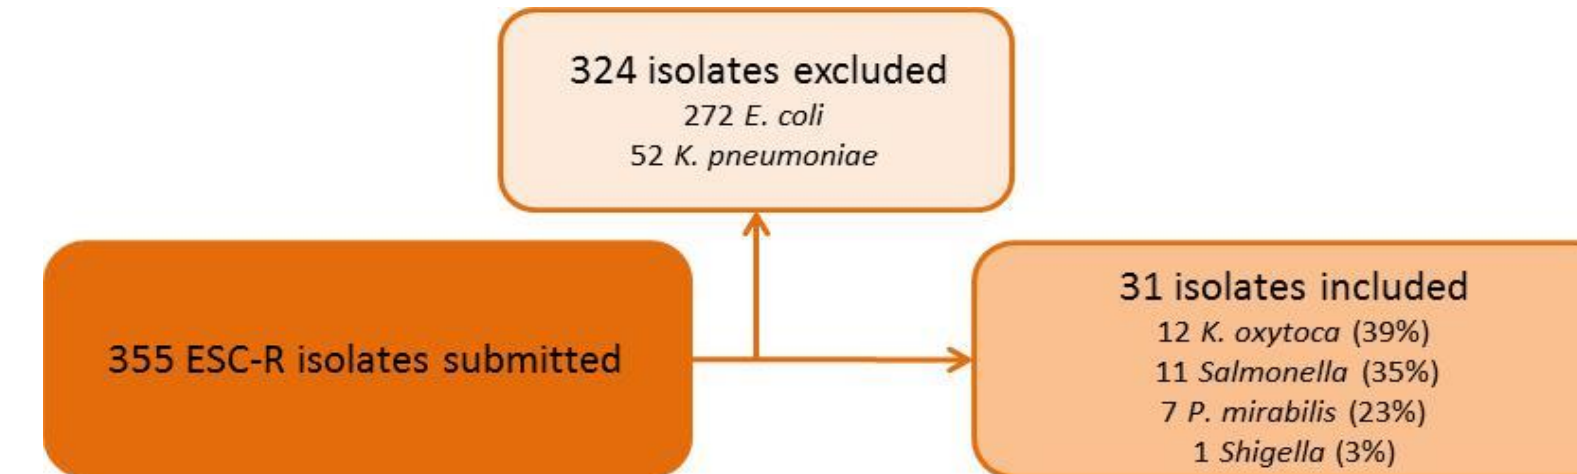 324 isolates excluded
272 E. coli
52 K. pneumoniae
355 ESC-R isolates submitted
31 isolates included
12 K. oxytoca (39%)
11 Salmonella (35%)
7 P. mirabilis (23%)
1 Shigella (3%)